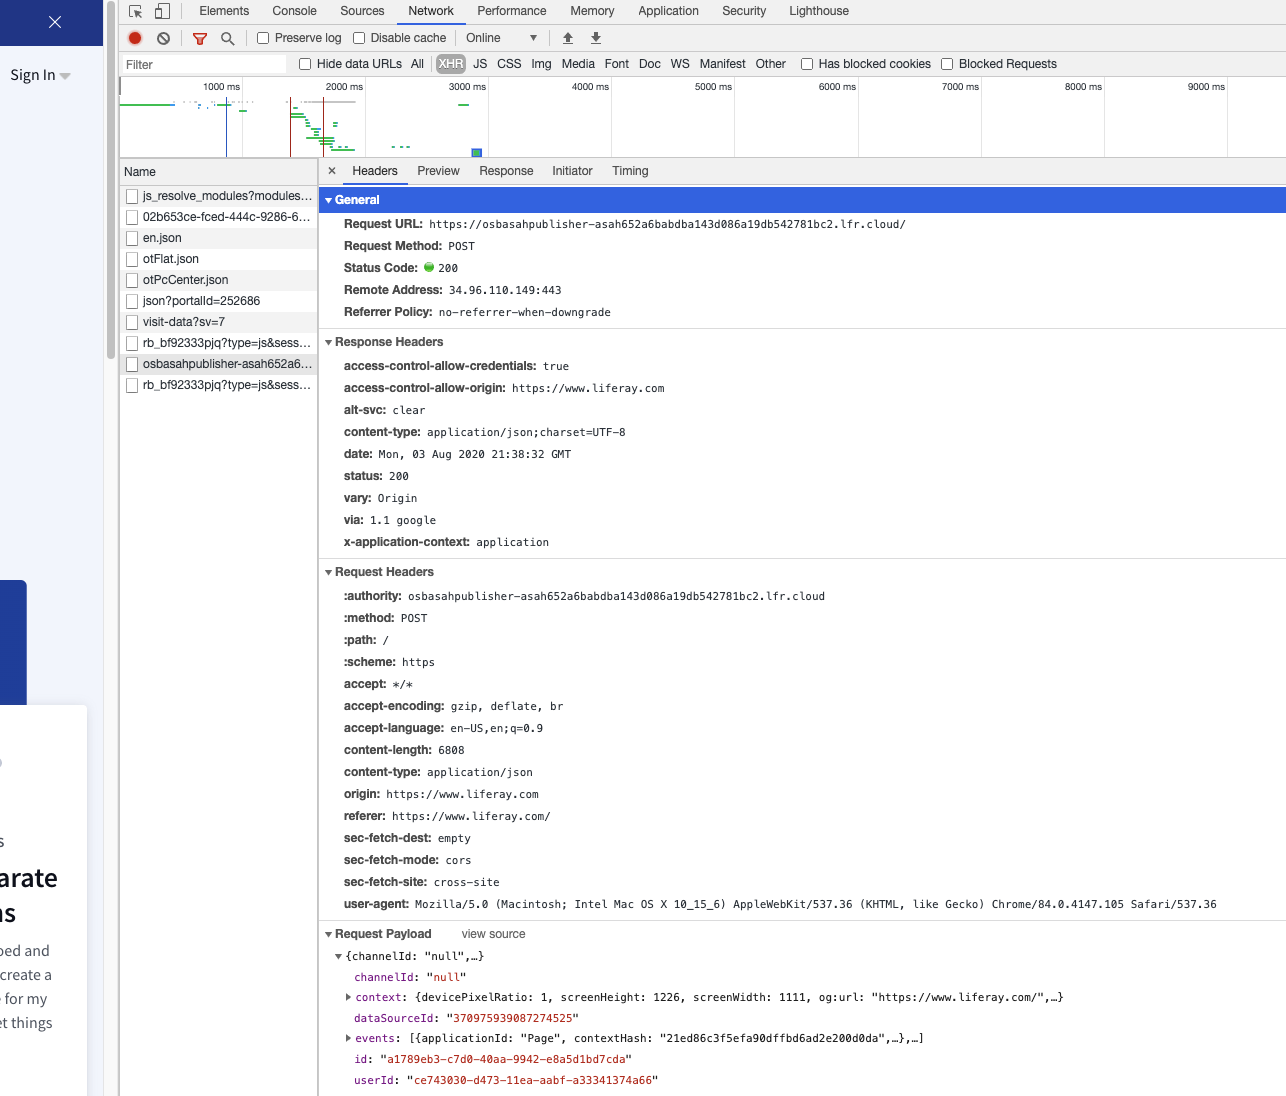 Elements Console Sources Network Performance Memory Application Security Lighthouse
Preserve log Disable cache Online
Filter Hide data URLs All XHR JS CSS Img Media Font Doc WS Manifest Other Has blocked cookies Blocked Requests
1000 ms 2000 ms 3000 ms 4000 ms 5000 ms 6000 ms 7000 ms 8000 ms 9000 ms
Sign In
Name
js_resolve_modules?modules...
02b653ce-fced-444c-9286-6...
en.json
otFlat.json
otPcCenter.json
json?portalId=252686
visit-data?sv=7
rb_bf92333pjq?type=js&sess...
osbasahpublisher-asah652a6...
rb_bf92333pjq?type=js&sess...
× Headers Preview Response Initiator Timing
General
Request URL: https://osbasahpublisher-asah652a6babdba143d086a19db542781bc2.lfr.cloud/
Request Method: POST
Status Code: 200
Remote Address: 34.96.110.149:443
Referrer Policy: no-referrer-when-downgrade
Response Headers
access-control-allow-credentials: true
access-control-allow-origin: https://www.liferay.com
alt-svc: clear
content-type: application/json;charset=UTF-8
date: Mon, 03 Aug 2020 21:38:32 GMT
status: 200
vary: Origin
via: 1.1 google
x-application-context: application
Request Headers
:authority: osbasahpublisher-asah652a6babdba143d086a19db542781bc2.lfr.cloud
:method: POST
:path: /
:scheme: https
accept: */*
accept-encoding: gzip, deflate, br
accept-language: en-US,en;q=0.9
content-length: 6808
content-type: application/json
origin: https://www.liferay.com
referer: https://www.liferay.com/
sec-fetch-dest: empty
sec-fetch-mode: cors
sec-fetch-site: cross-site
user-agent: Mozilla/5.0 (Macintosh; Intel Mac OS X 10_15_6) AppleWebKit/537.36 (KHTML, like Gecko) Chrome/84.0.4147.105 Safari/537.36
Request Payload view source
{channelId: "null",…}
channelId: "null"
context: {devicePixelRatio: 1, screenHeight: 1226, screenWidth: 1111, og:url: "https://www.liferay.com/",…}
dataSourceId: "370975939087274525"
events: [{applicationId: "Page", contextHash: "21ed86c3f5efa90dffbd6ad2e200d0da",…},…]
id: "a1789eb3-c7d0-40aa-9942-e8a5d1bd7cda"
userId: "ce743030-d473-11ea-aabf-a33341374a66"
s
arate
ns
oed and
create a
for my
et things